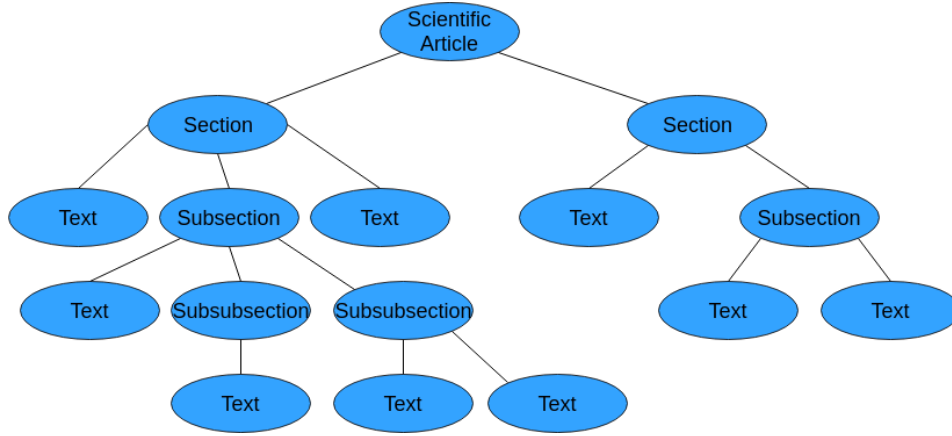 Scientific
Article
Section
Section
Text
Subsection
Text
Text
Subsection
Text
Subsubsection
Subsubsection
Text
Text
Text
Text
Text